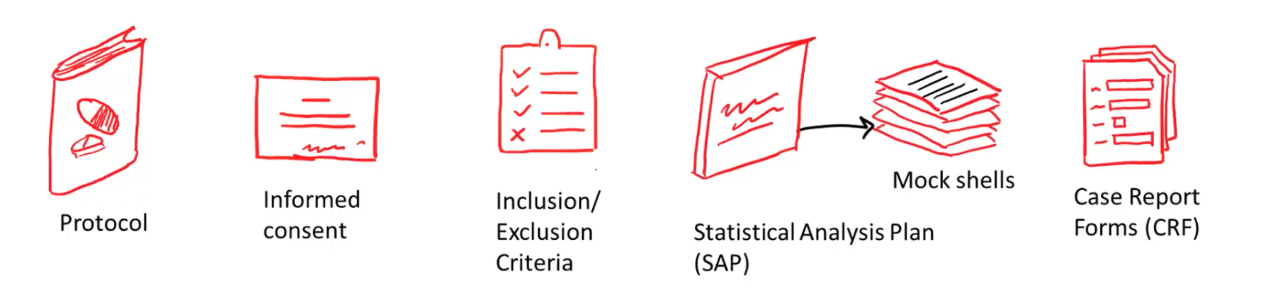 Protocol
Informed
consent
Inclusion/
Exclusion
Criteria
Statistical Analysis Plan
(SAP)
Mock shells
Case Report
Forms (CRF)